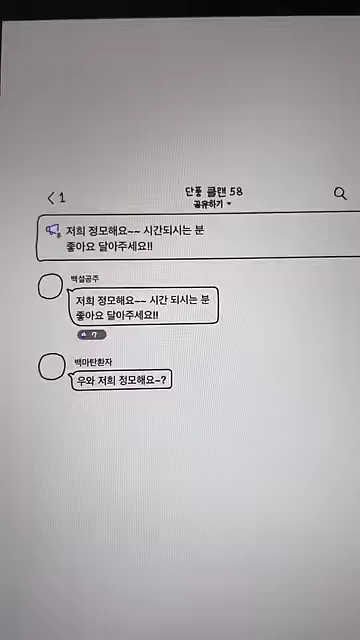 < 1
단풍 클랜 58
공유하기
저희 정모해요~~ 시간되시는 분
좋아요 달아주세요!!
백설공주
저희 정모해요~~ 시간 되시는 분
좋아요 달아주세요!!
7
백마탄환자
우와 저희 정모해요~?